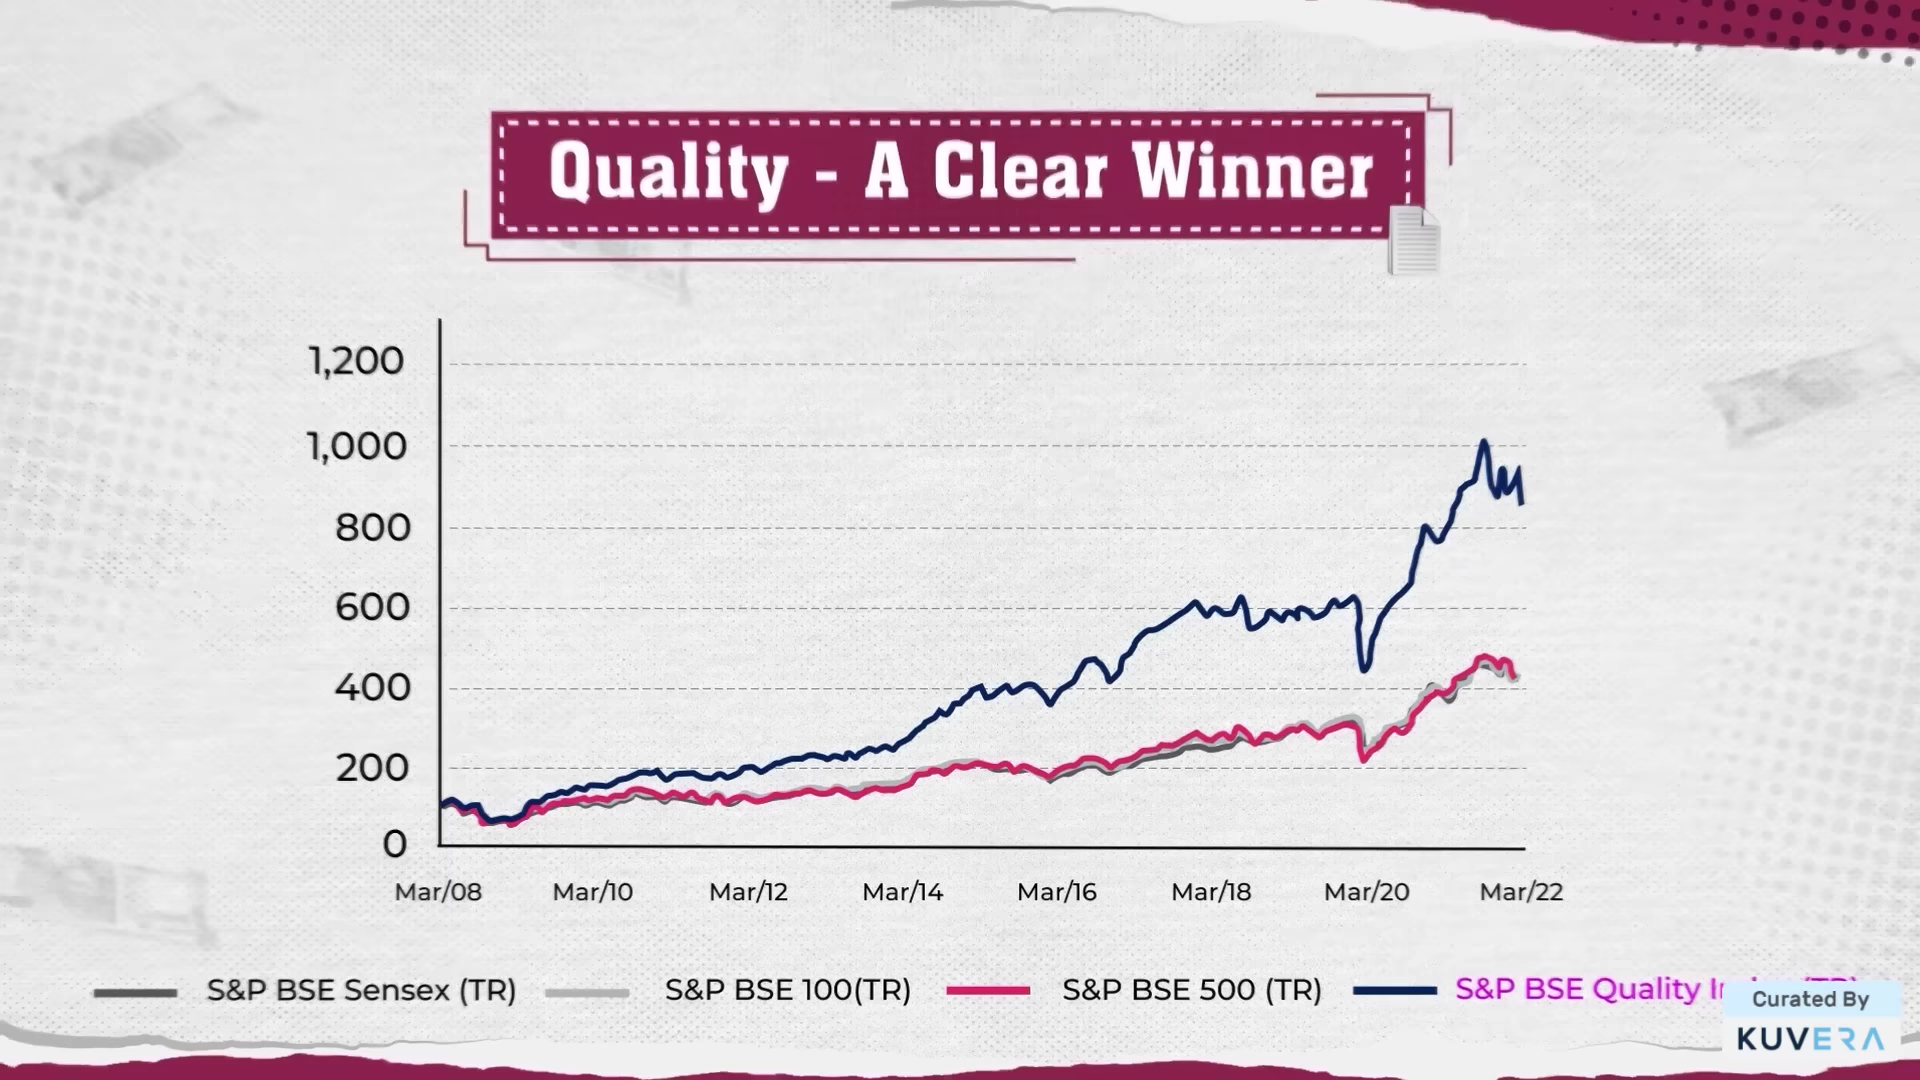 Quality - A Clear Winner
1,200
1,000
800
600
400
200
0
Mar/08 Mar/10 Mar/12 Mar/14 Mar/16 Mar/18 Mar/20 Mar/22
S&P BSE Sensex (TR) S&P BSE 100(TR) S&P BSE 500 (TR) S&P BSE Quality
Curated By
KUVERA